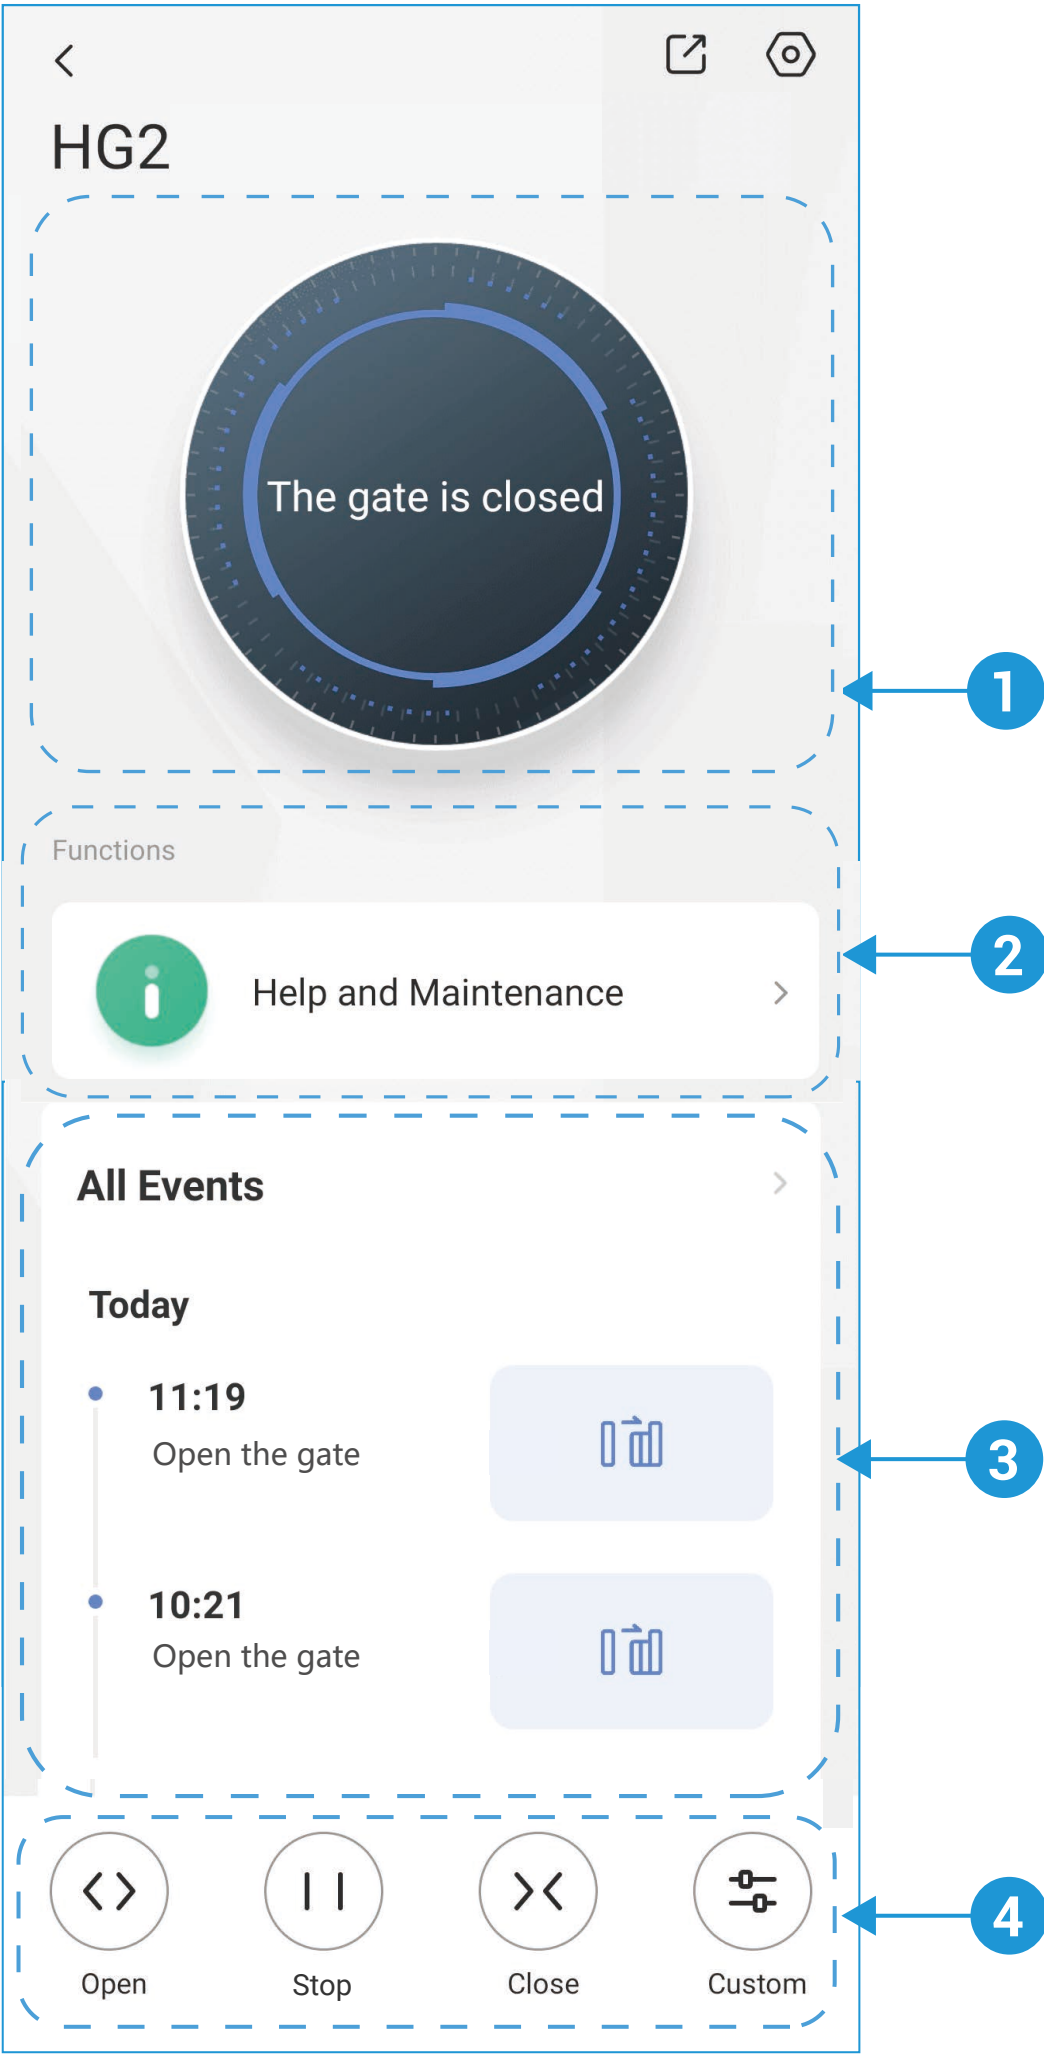 HG2
The gate is closed
1
Functions
Help and Maintenance
2
All Events
Today
11:19
Open the gate
3
10:21
Open the gate
Open
Stop
Close
Custom
4